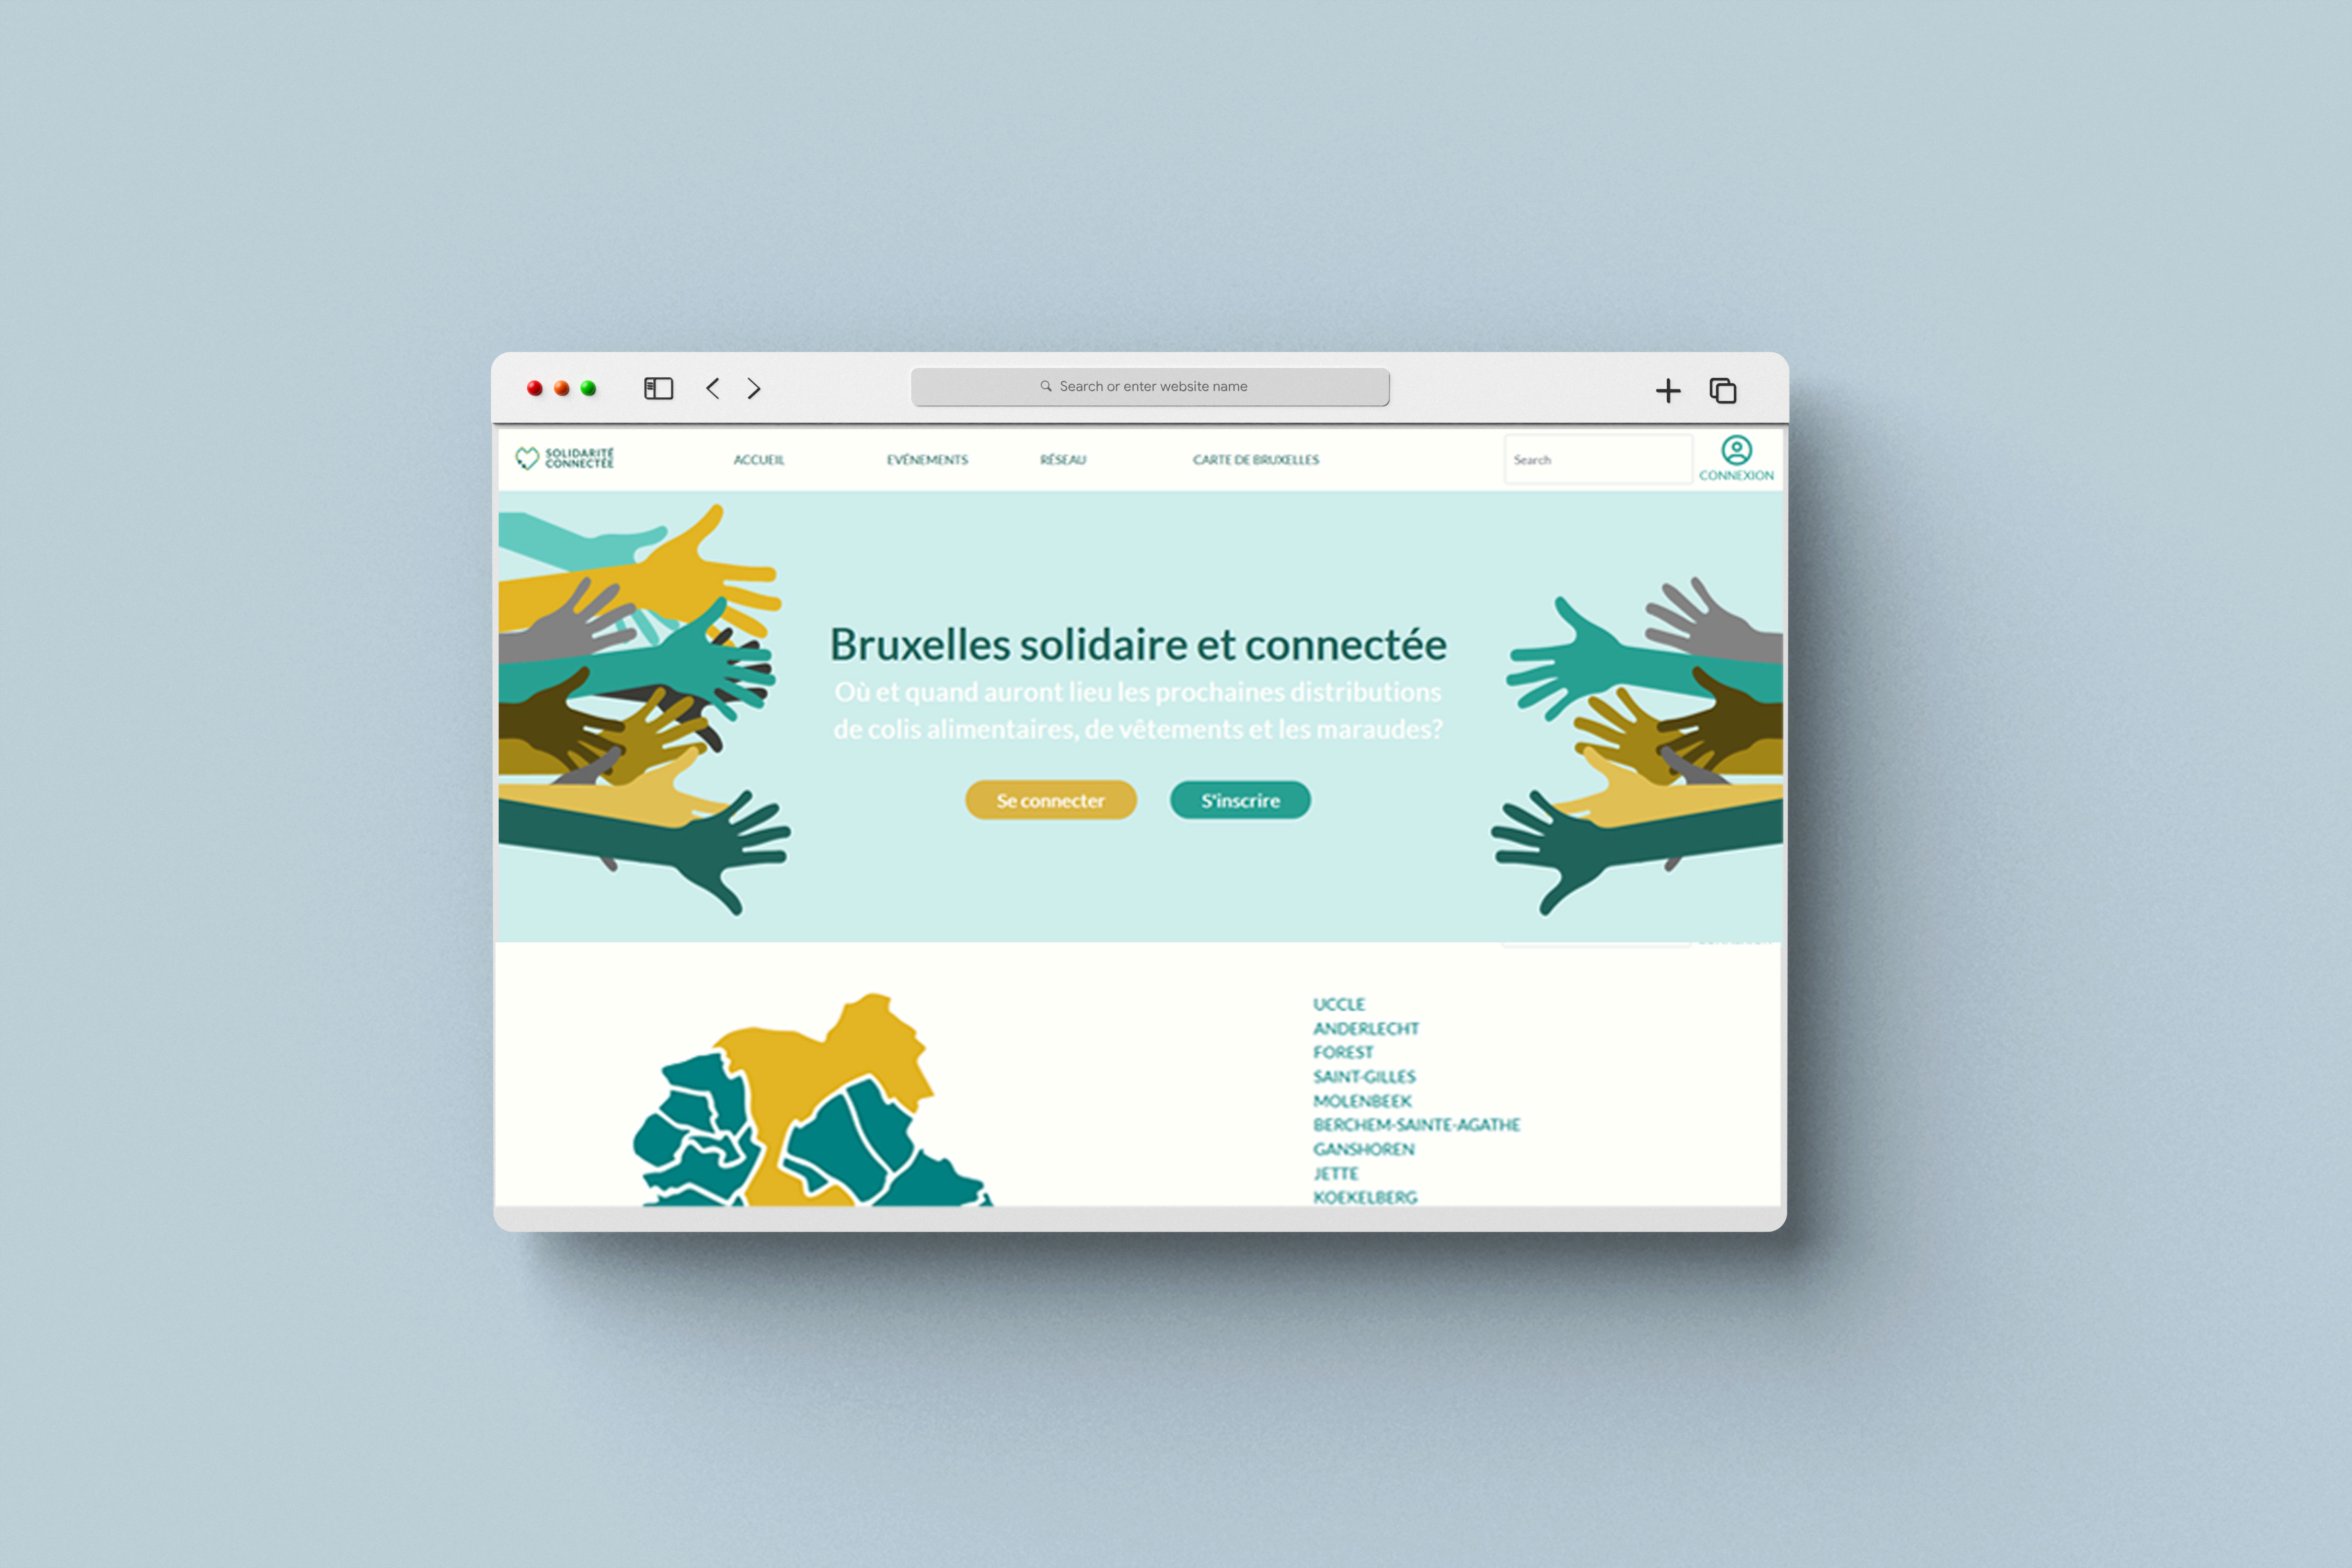 Search or enter website name
SOLIDARITÉ
CONNECTÉE
ACCUEIL
EVÉNEMENTS
RÉSEAU
CARTE DE BRUXELLES
Search
CONNEXION
Bruxelles solidaire et connectée
Où et quand auront lieu les prochaines distributions
de colis alimentaires, de vêtements et les maraudes?
Se connecter
S'inscrire
UCCLE
ANDERLECHT
FOREST
SAINT-GILLES
MOLENBEEK
BERCHEM-SAINTE-AGATHE
GANSHOREN
JETTE
KOEKELBERG